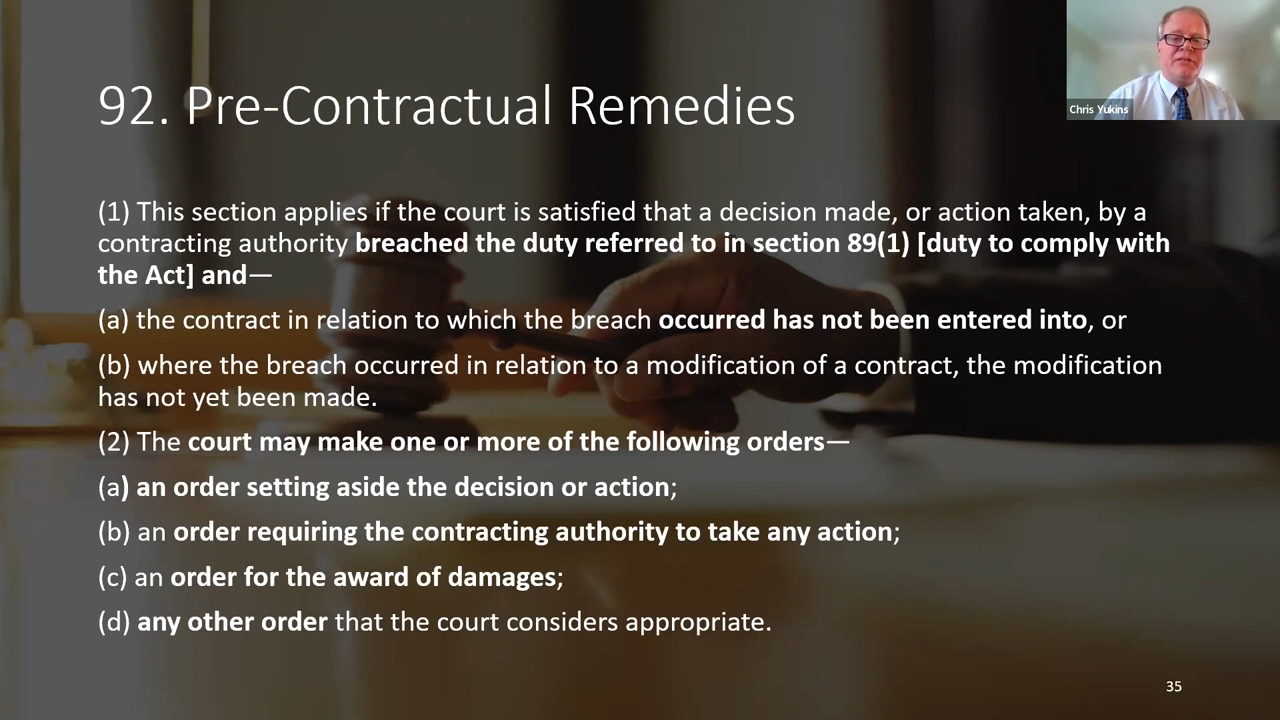 92. Pre-Contractual Remedies
Chris Yukins
(1) This section applies if the court is satisfied that a decision made, or action taken, by a
contracting authority breached the duty referred to in section 89(1) [duty to comply with
the Act] and—
(a) the contract in relation to which the breach occurred has not been entered into, or
(b) where the breach occurred in relation to a modification of a contract, the modification
has not yet been made.
(2) The court may make one or more of the following orders—
(a) an order setting aside the decision or action;
(b) an order requiring the contracting authority to take any action;
(c) an order for the award of damages;
(d) any other order that the court considers appropriate.
35